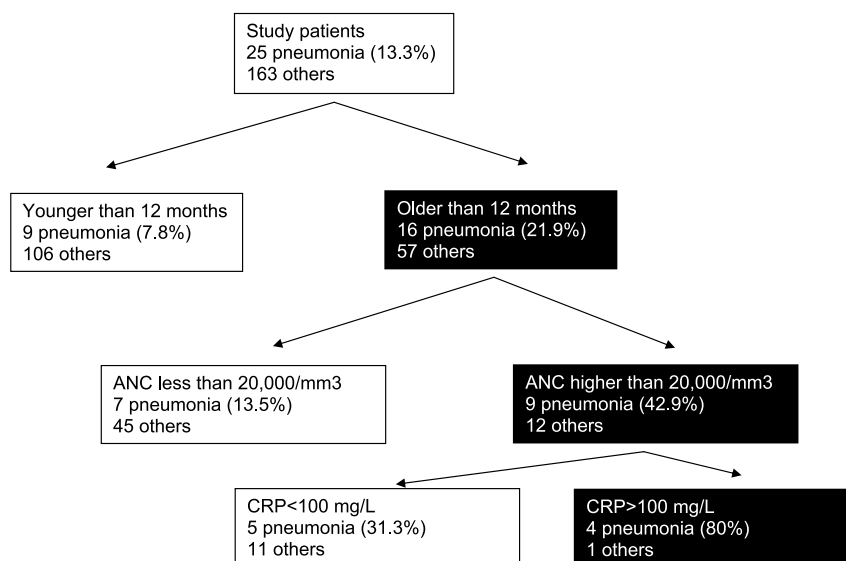 Study patients
25 pneumonia (13.3%)
163 others
Younger than 12 months
9 pneumonia (7.8%)
106 others
Older than 12 months
16 pneumonia (21.9%)
57 others
ANC less than 20,000/mm3
7 pneumonia (13.5%)
45 others
ANC higher than 20,000/mm3
9 pneumonia (42.9%)
12 others
CRP<100 mg/L
5 pneumonia (31.3%)
11 others
CRP>100 mg/L
4 pneumonia (80%)
1 others